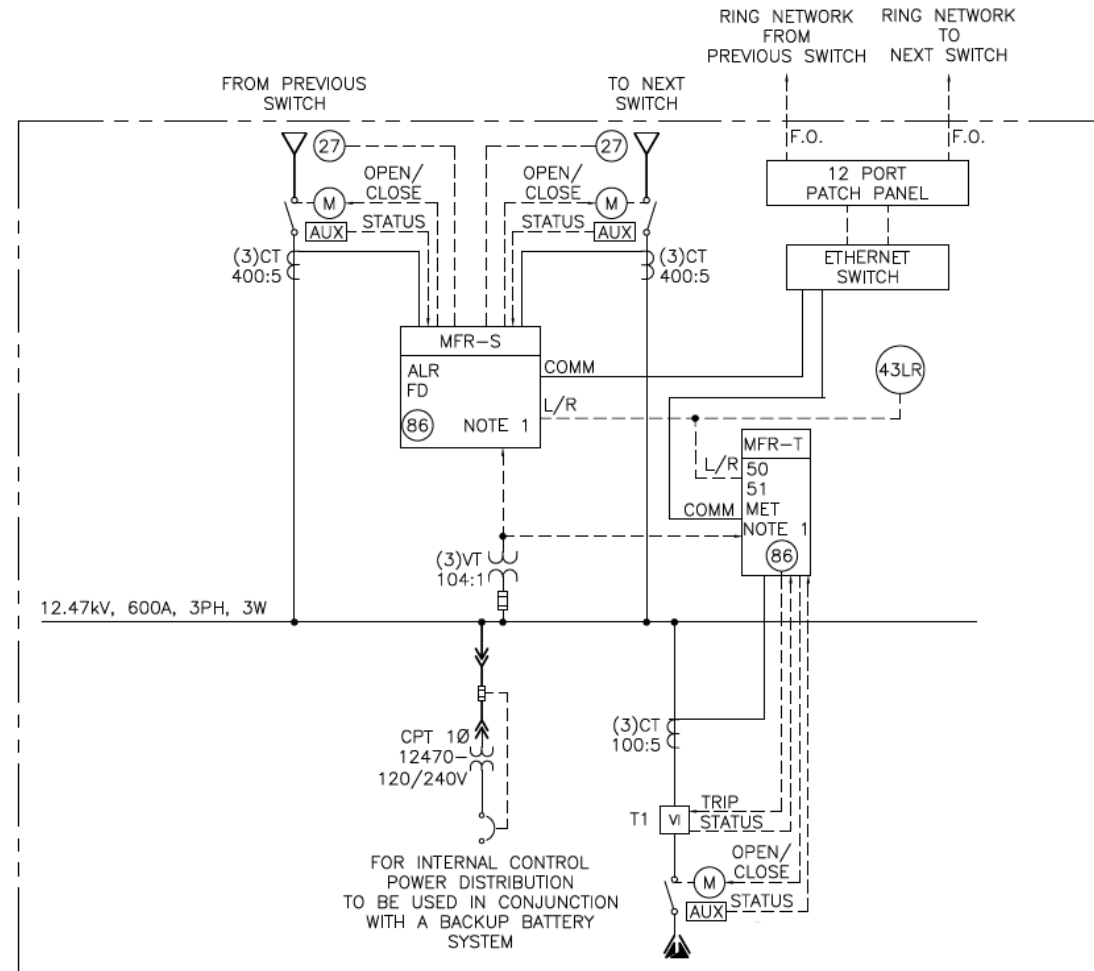 RING NETWORK
FROM
PREVIOUS SWITCH
RING NETWORK
TO
NEXT SWITCH
FROM PREVIOUS
SWITCH
TO NEXT
SWITCH
F.O.
F.O.
27
27
12 PORT
PATCH PANEL
OPEN/
CLOSE
M
STATUS
AUX
OPEN/
CLOSE
M
STATUS
AUX
(3)CT
400:5
(3)CT
400:5
ETHERNET
SWITCH
MFR-S
ALR
FD
86
NOTE 1
COMM
L/R
43LR
MFR-T
L/R
50
51
COMM
MET
NOTE 1
86
(3)VT
104:1
12.47kV, 600A, 3PH, 3W
CPT 1Ø
12470-
120/240V
(3)CT
100:5
T1
VI
TRIP
STATUS
OPEN/
CLOSE
M
STATUS
AUX
FOR INTERNAL CONTROL
POWER DISTRIBUTION
TO BE USED IN CONJUNCTION
WITH A BACKUP BATTERY
SYSTEM